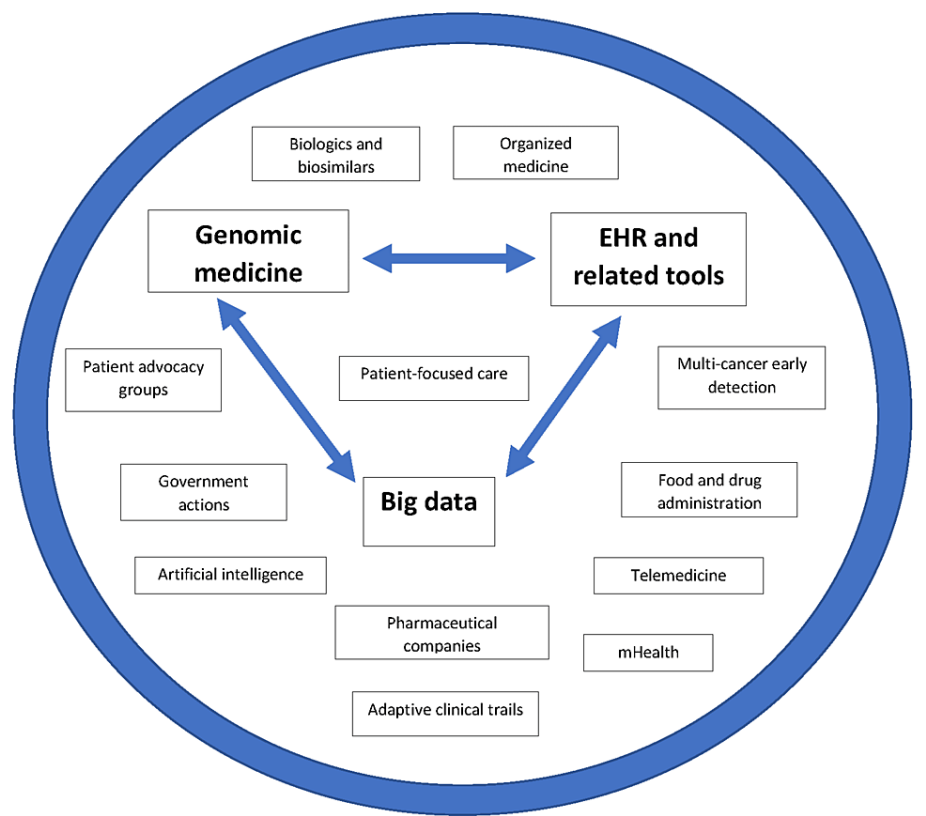 Biologics and
biosimilars
Organized
medicine
Genomic
medicine
EHR and
related tools
Patient advocacy
groups
Patient-focused care
Multi-cancer early
detection
Government
actions
Big data
Food and drug
administration
Artificial intelligence
Telemedicine
Pharmaceutical
companies
mHealth
Adaptive clinical trails